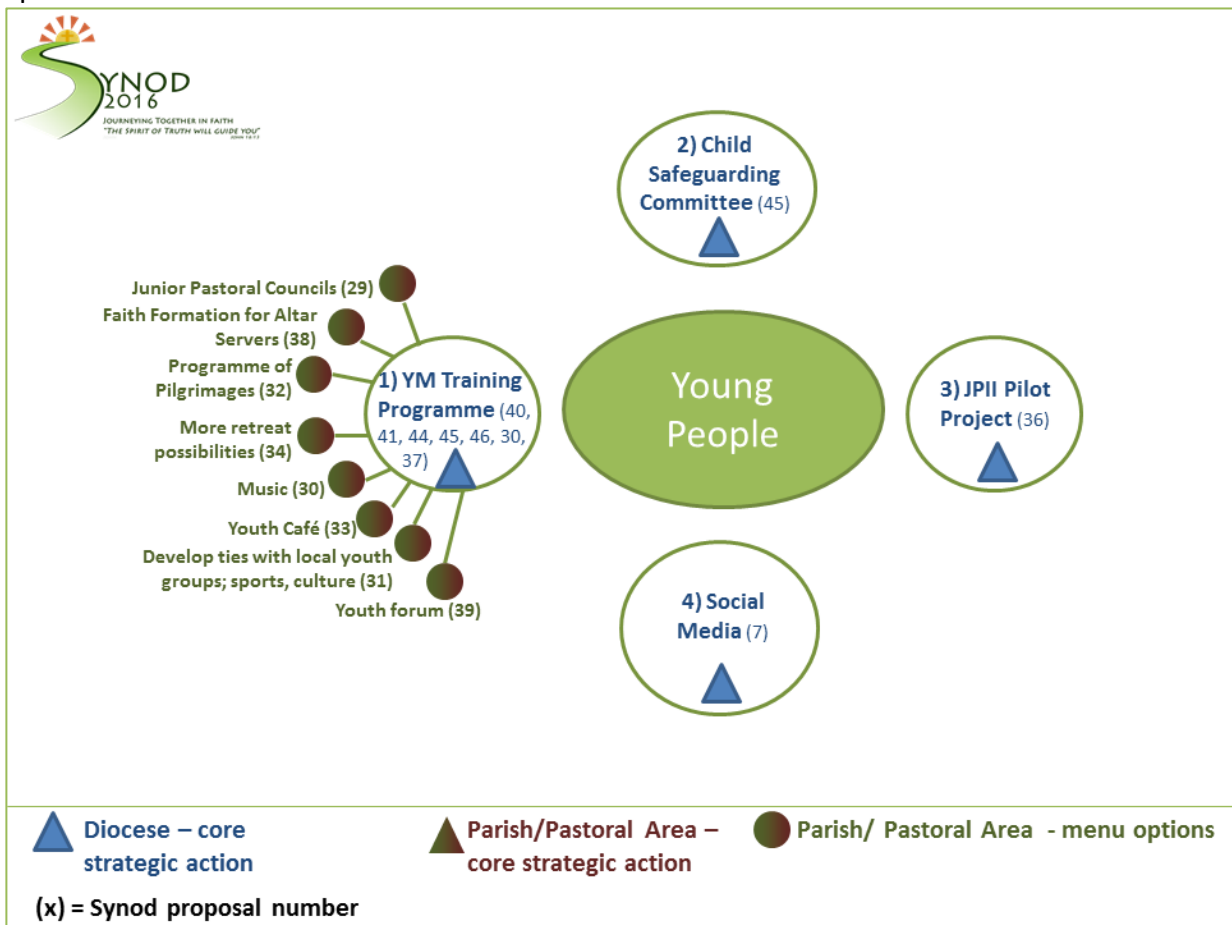 SYNOD
2016
JOURNEYING TOGETHER IN FAITH
"THE SPIRIT OF TRUTH WILL GUIDE YOU"
2) Child
Safeguarding
Committee (45)
Junior Pastoral Councils (29)
Faith Formation for Altar
Servers (38)
Programme of
Pilgrimages (32)
More retreat
possibilities (34)
Music (30)
Youth Café (33)
Develop ties with local youth
groups; sports, culture (31)
Youth forum (39)
1) YM Training
Programme (40,
41, 44, 45, 46, 30,
37)
Young
People
3) JPII Pilot
Project (36)
4) Social
Media (7)
Diocese – core
strategic action
Parish/Pastoral Area –
core strategic action
Parish/ Pastoral Area - menu options
(x) = Synod proposal number